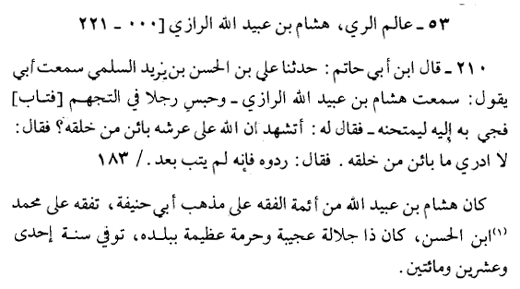 ٥٣ ـ عالم الري، هشام بن عبيد الله الرازي [٠٠٠ ـ ٢٢١
٢١٠ ـ قال ابن أبي حاتم: حدثنا علي بن الحسن بن يزيد السلمي سمعت أبي
يقول: سمعت هشام بن عبيد الله الرازي ـ وحبس رجلا في التجهم [فتاب]
فجي به إليه ليمتحنه ـ فقال له: أتشهد ان الله على عرشه بائن من خلقه؟ فقال:
لا ادري ما بائن من خلقه. فقال: ردوه فإنه لم يتب بعد./ ١٨٣
كان هشام بن عبيد الله من أئمة الفقه على مذهب أبي حنيفة، تفقه على محمد
(١)ابن الحسن، كان ذا جلالة عجيبة وحرمة عظيمة ببلده، توفي سنة إحدى
وعشرين ومائتين.